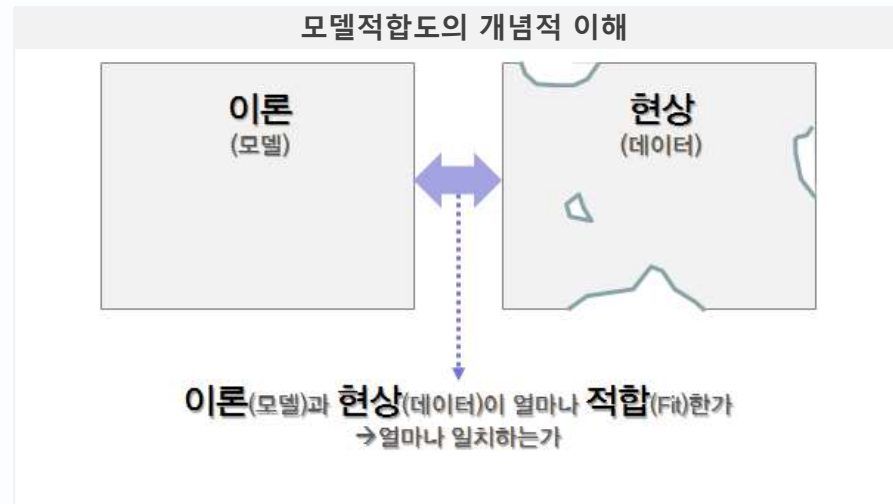 모델적합도의 개념적 이해
이론
(모델)
현상
(데이터)
이론(모델)과 현상(데이터)이 얼마나 적합(Fit)한가
→얼마나 일치하는가